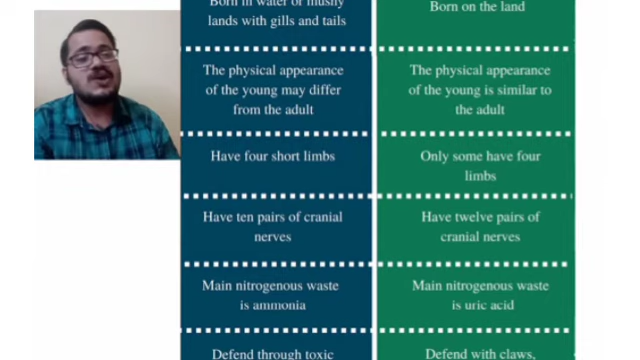 Born in water or mushy
lands with gills and tails
Born on the land
The physical appearance
of the young may differ
from the adult
The physical appearance
of the young is similar to
the adult
Have four short limbs
Only some have four
limbs
Have ten pairs of cranial
nerves
Have twelve pairs of
cranial nerves
Main nitrogenous waste
is ammonia
Main nitrogenous waste
is uric acid
Defend through toxic
Defend with claws,